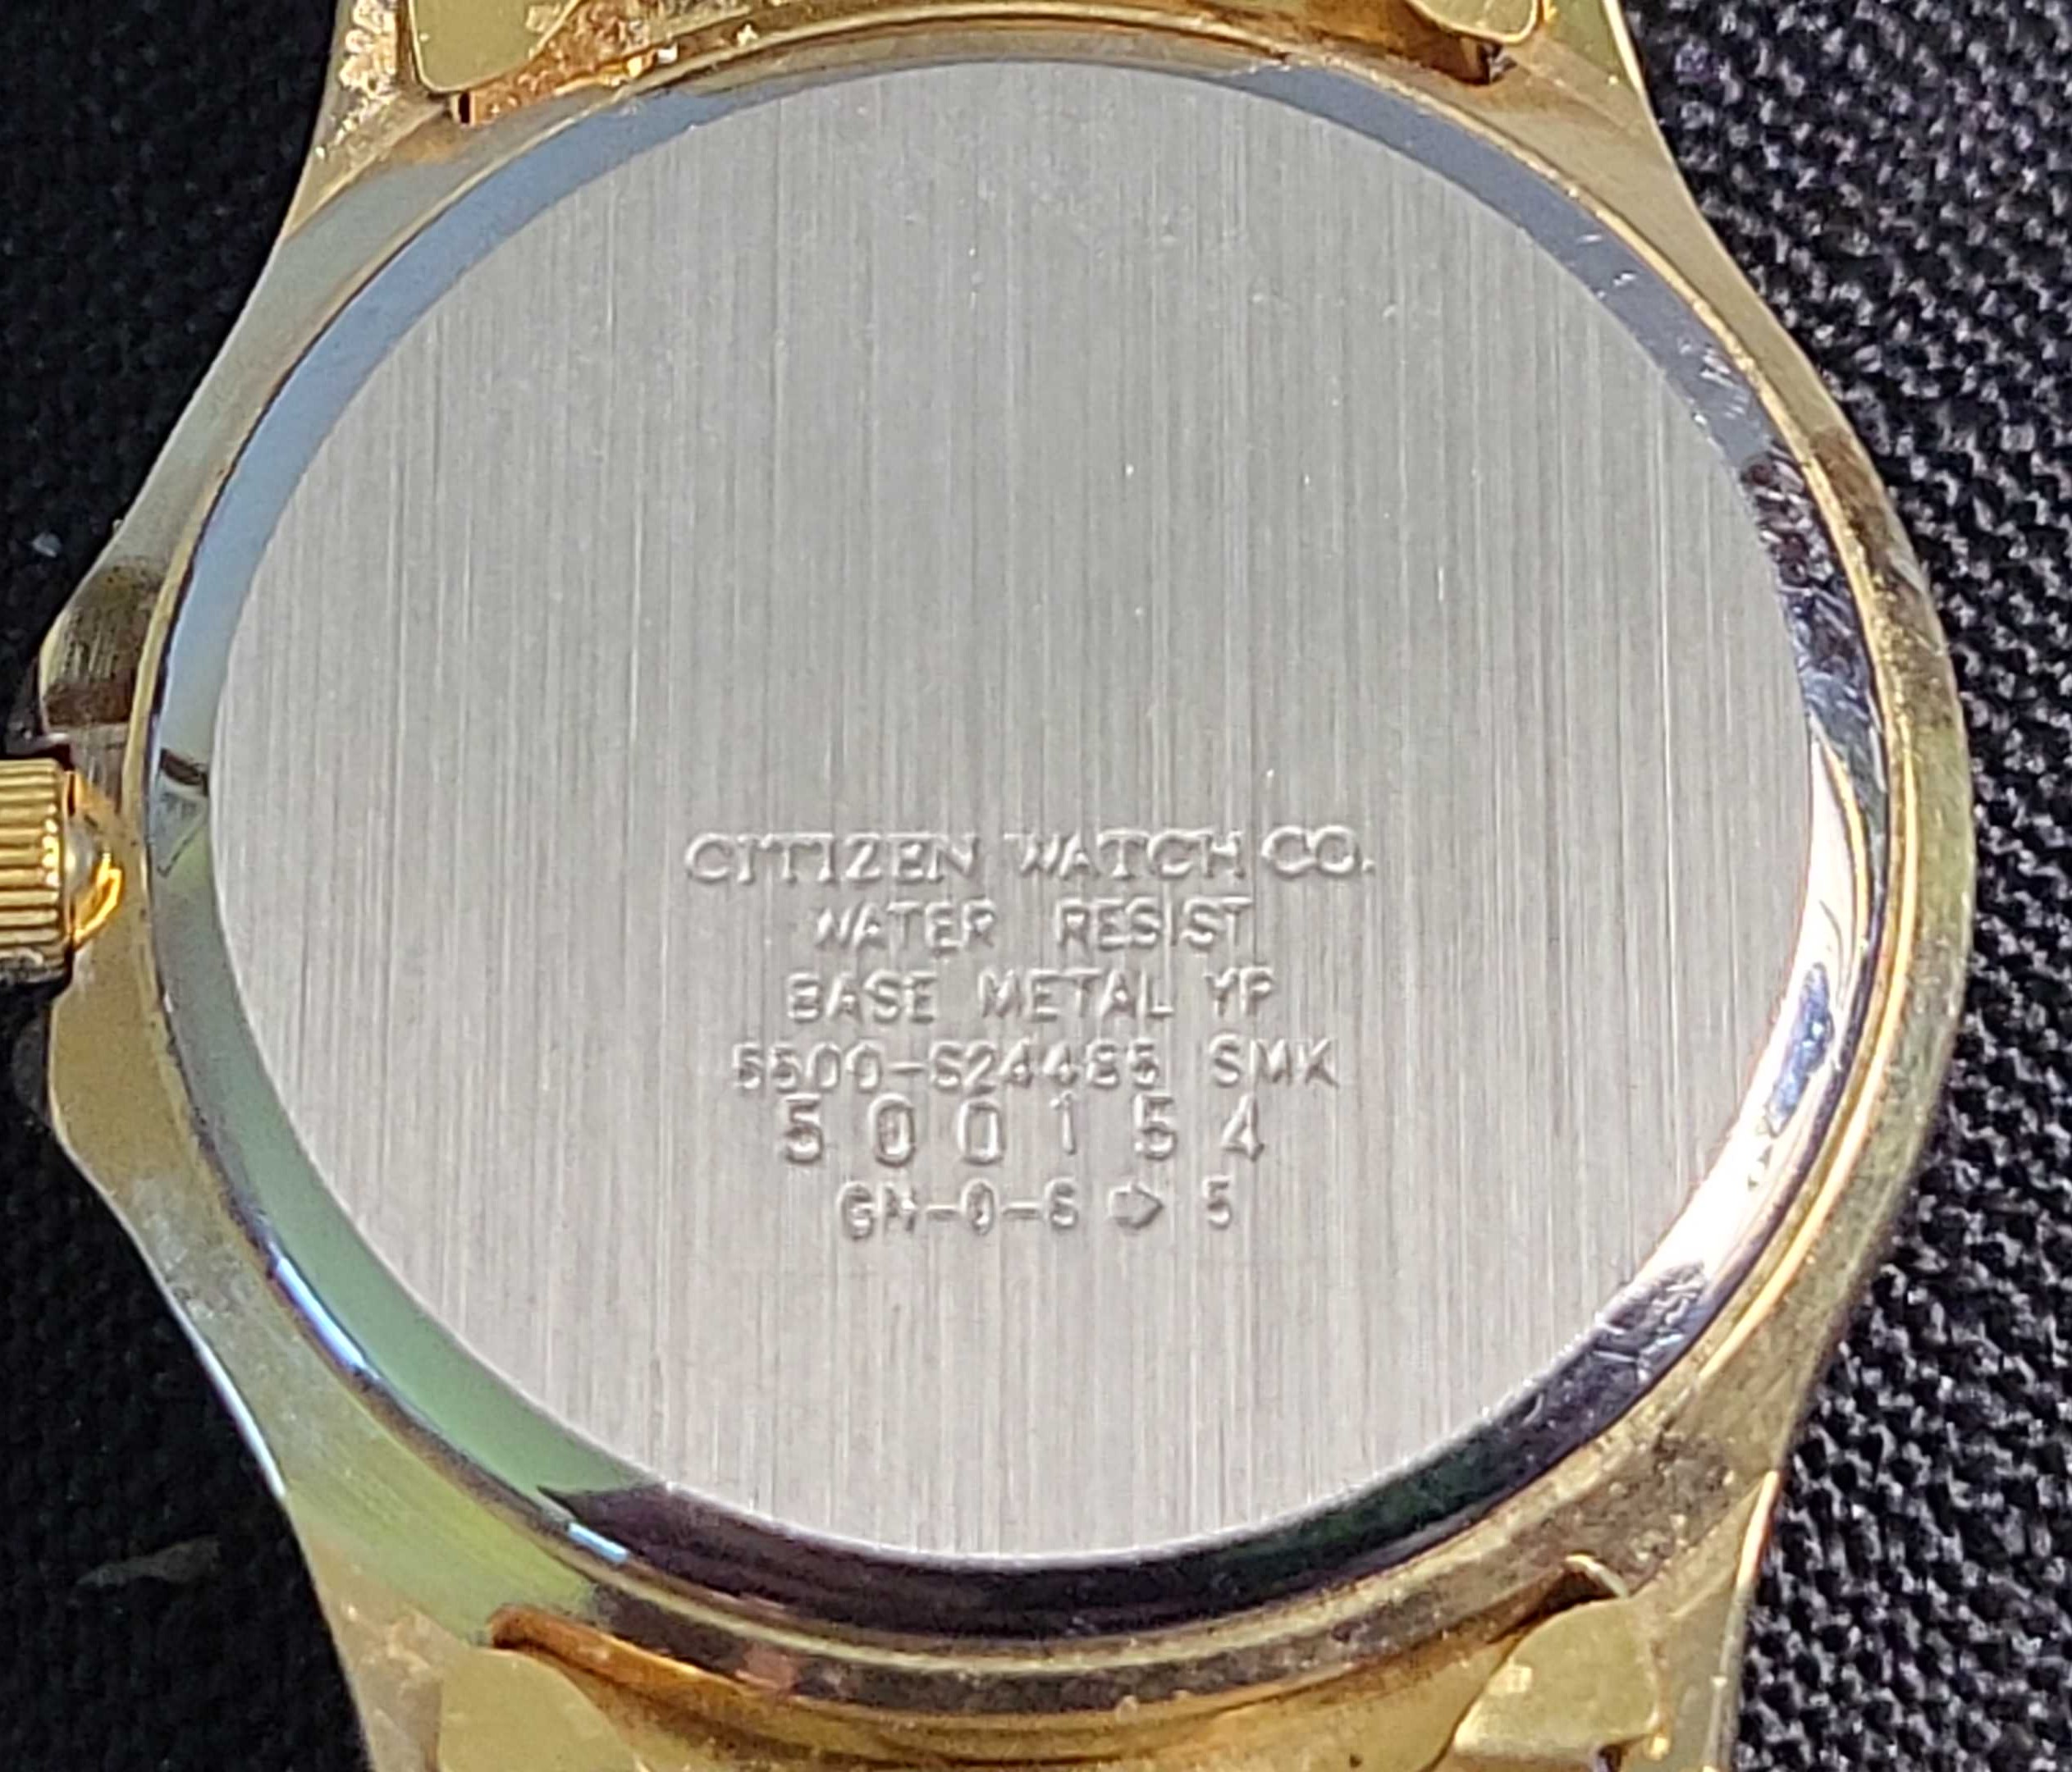 CITIZEN WATCH CO.
WATER RESIST
BASE METAL YP
5500-S24485 SMK
500154
GN-0-S ➩ 5